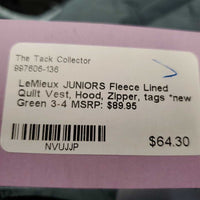 The Tack Collector
997606-136
LeMieux JUNIORS Fleece Lined
Quilt Vest, Hood, Zipper, tags *new
Green 3-4 MSRP: $89.95
NVUJJP
$64.30